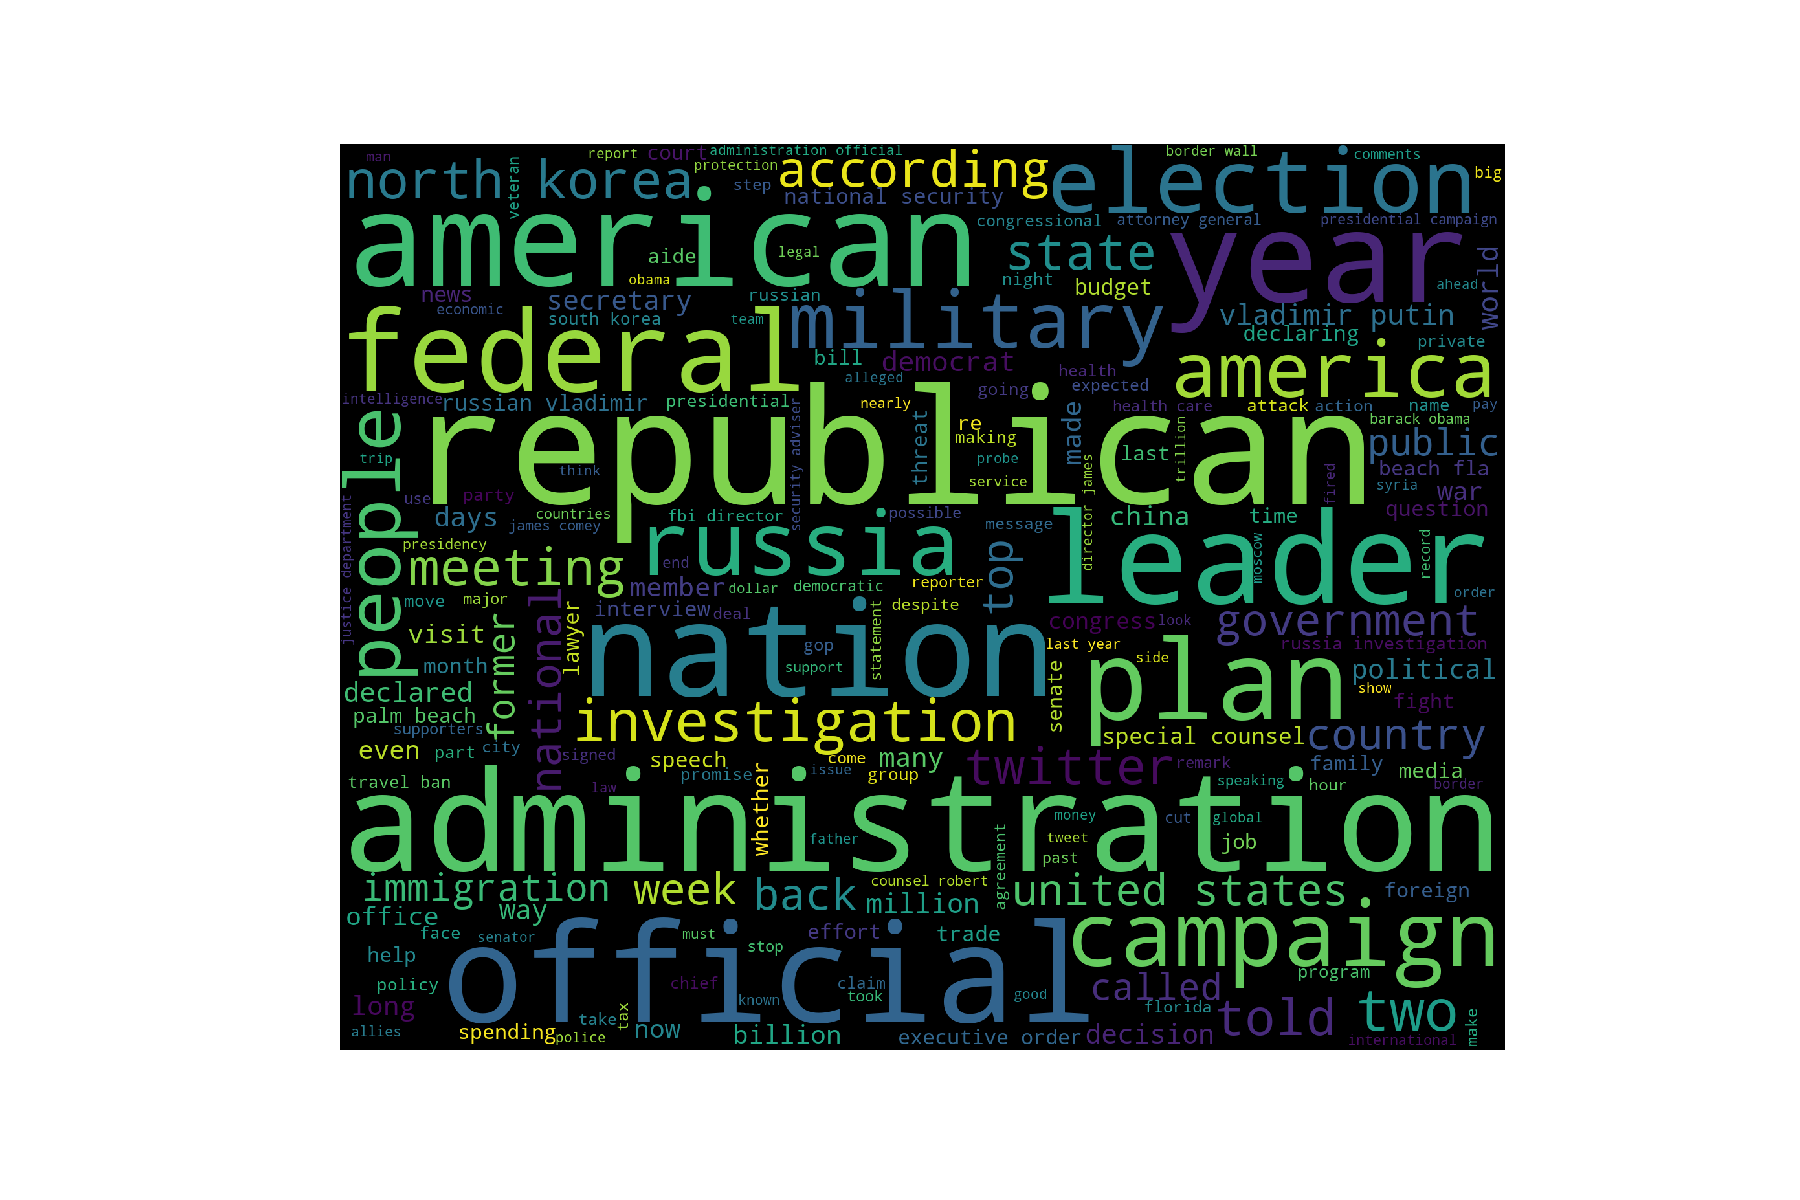 man
report
court
administration official
border wall
comments
north korea
veteran
protection
according
election
big
step
national security
american
congressional
attorney general
presidential campaign
year
aide
legal
state
world
obama
night
budget
ahead
news
secretary
russian
military
economic
south korea
team
vladimir putin
federal
declaring
private
bill
democrat
america
alleged
health
going
expected
intelligence
russian vladimir
presidential
nearly
health care
attack
action
name
pay
people
republican
security adviser
threat
re
made
barack obama
making
public
trip
think
probe
last
trillion
beach fla
use
party
service
director james
fired
syria
war
days
countries
fbi director
possible
message
china
time
question
justice department
james comey
russia
leader
presidency
meeting
end
top
moscow
record
member
dollar
democratic
reporter
order
move
major
national
interview
deal
despite
visit
former
lawyer
nation
gop
statement
congress
look
government
russia investigation
last year
month
support
senate
side
plan
political
declared
show
fight
palm beach
supporters
investigation
special counsel
country
even
part
city
signed
speech
come
many
twitter
remark
family
media
travel ban
law
promise
whether
issue
group
speaking
hour
border
administration
father
money
cut
global
tweet
job
past
agreement
immigration
week
back
counsel robert
million
united states
foreign
office
way
face
senator
official
must
stop
effort
trade
campaign
help
program
policy
chief
known
claim
took
good
called
long
florida
told
two
allies
spending
police
take
tax
now
billion
executive order
decision
international
make